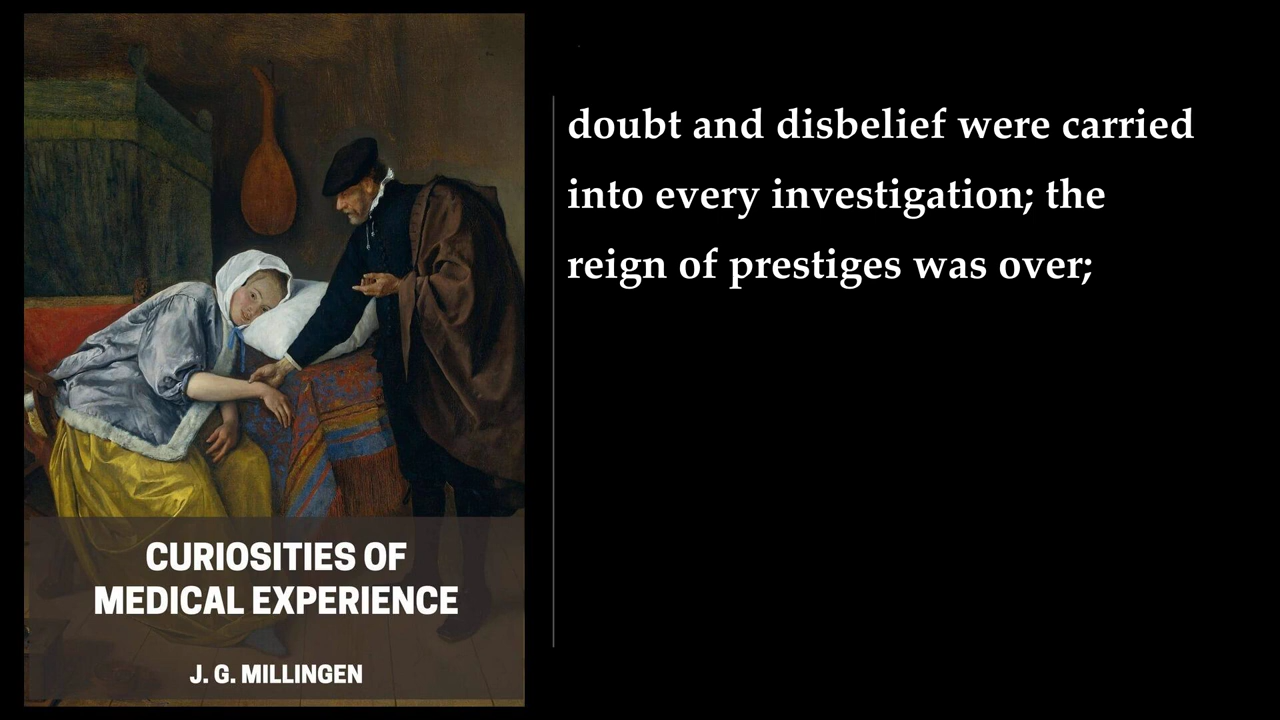 doubt and disbelief were carried
into every investigation; the
reign of prestiges was over;
CURIOSITIES OF
MEDICAL EXPERIENCE
J. G. MILLINGEN